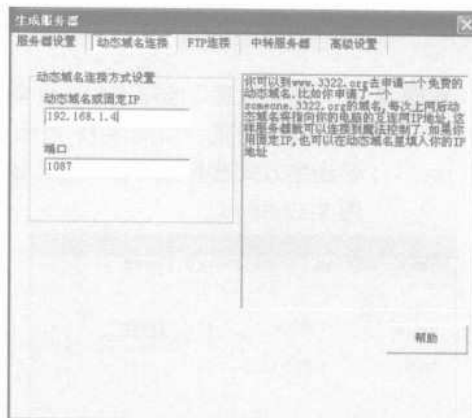 生成服务器
服务器设置 动态域名连接 FTP连接 中转服务器 高级设置
动态域名连接方式设置
动态域名或固定IP
192.168.1.4
端口
1087
你可以到www.3322.org去申请一个免费的
动态域名.比如你申请了一个
someone.3322.org的域名,每次上网后动
态域名将指向你的电脑的互连网IP地址,这
样服务器就可以连接到魔法控制了.如果你
用固定IP,也可以在动态域名里填入你的IP
地址
帮助